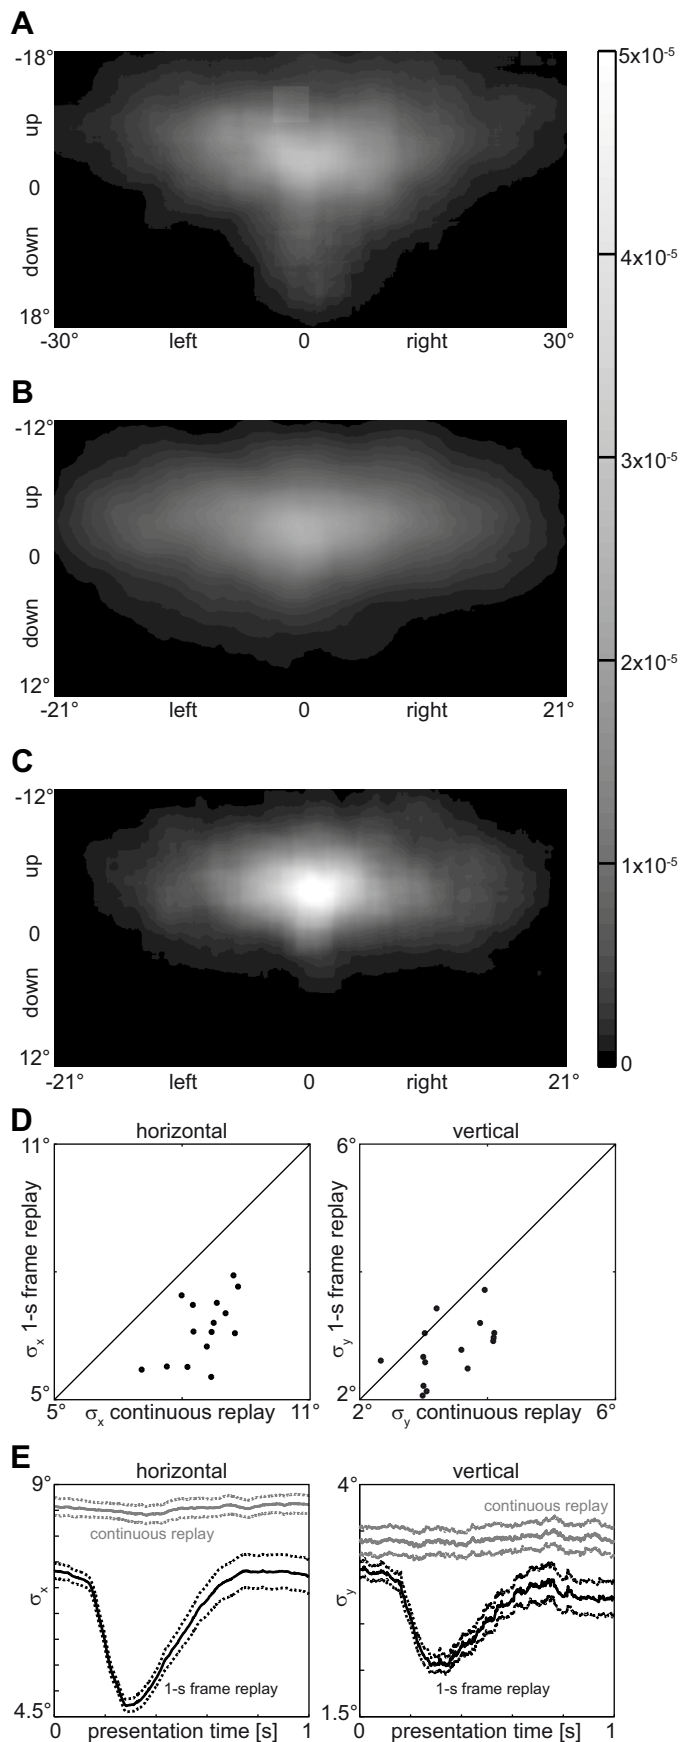 A
-18°
up
0
down
18°
-30°
left
0
right
30°
5x10-5
4x10-5
3x10-5
2x10-5
1x10-5
0
B
-12°
up
0
down
12°
-21°
left
0
right
21°
C
-12°
up
0
down
12°
-21°
left
0
right
21°
D
horizontal
11°
σx 1-s frame replay
5°
5°
σx continuous replay
11°
vertical
6°
σy 1-s frame replay
2°
2°
σy continuous replay
6°
E
horizontal
9°
continuous replay
σx
1-s frame replay
4.5°
0
presentation time [s]
1
vertical
4°
continuous replay
σy
1-s frame replay
1.5°
0
presentation time [s]
1